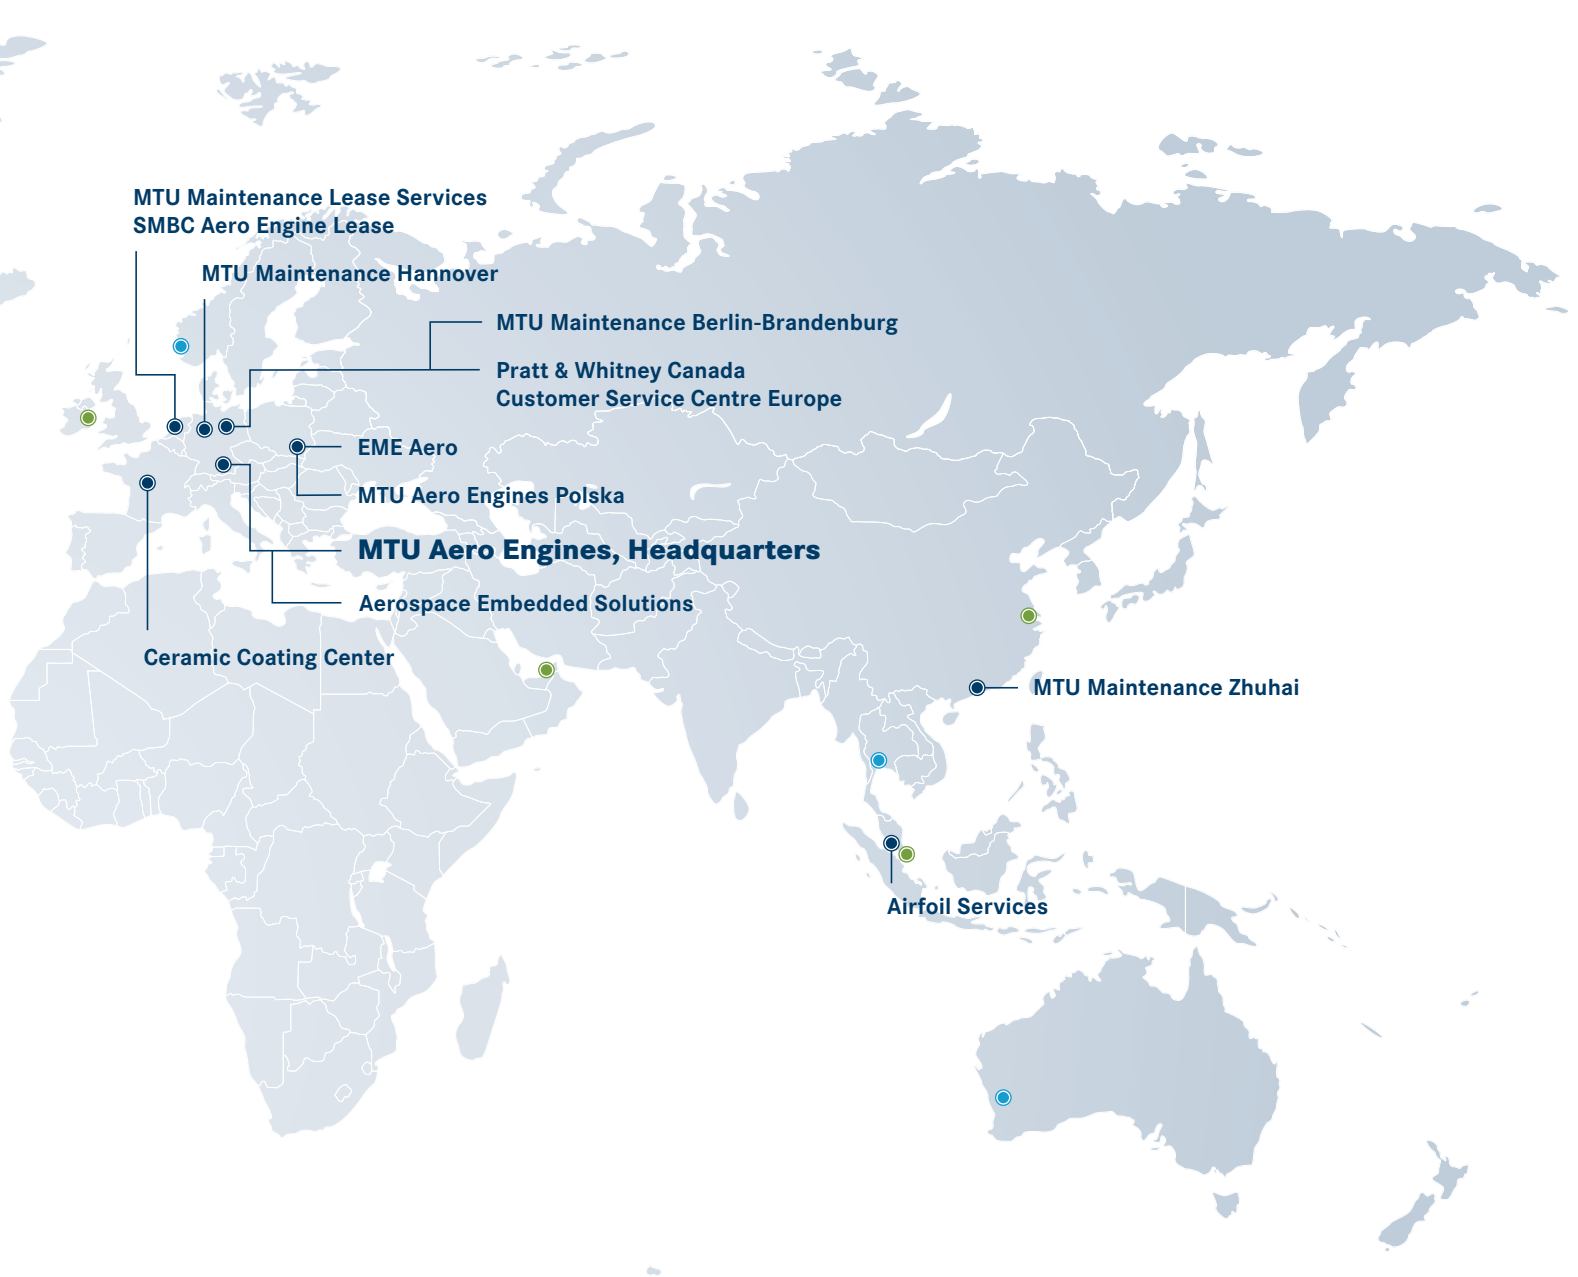 MTU Maintenance Lease Services
SMBC Aero Engine Lease
MTU Maintenance Hannover
MTU Maintenance Berlin-Brandenburg
Pratt & Whitney Canada
Customer Service Centre Europe
EME Aero
MTU Aero Engines Polska
MTU Aero Engines, Headquarters
Aerospace Embedded Solutions
Ceramic Coating Center
MTU Maintenance Zhuhai
Airfoil Services